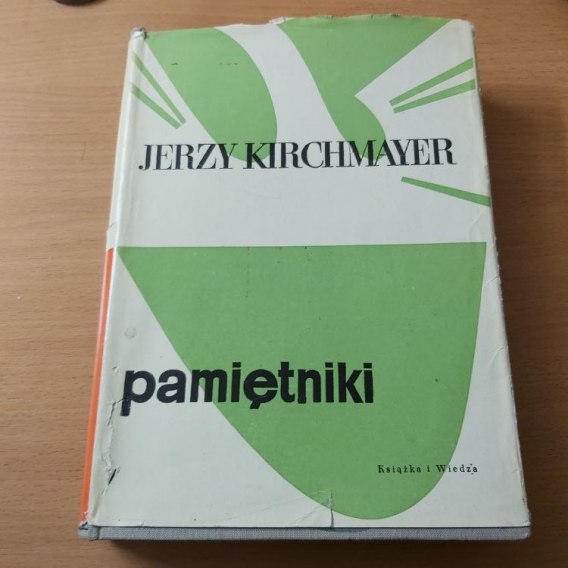 JERZY KIRCHMAYER
pamiętniki
Książka i Wiedza